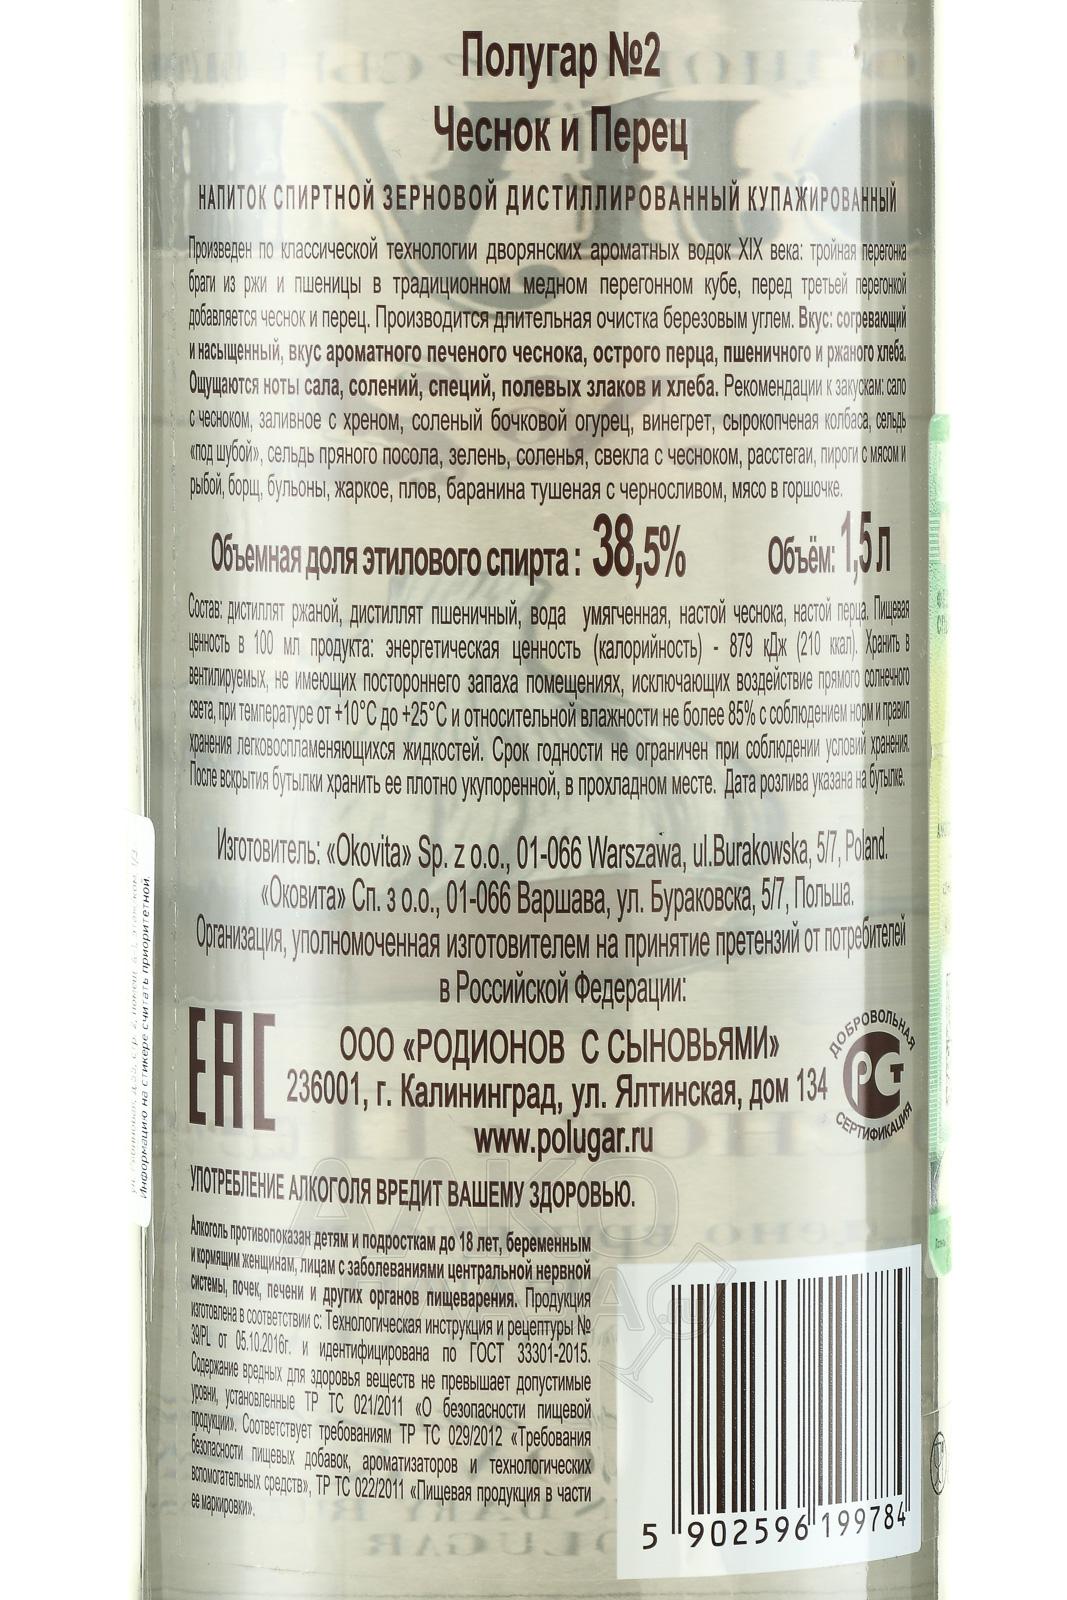 Полугар №2
Чеснок и Перец
НАПИТОК СПИРТНОЙ ЗЕРНОВОЙ ДИСТИЛЛИРОВАННЫЙ КУПАЖИРОВАННЫЙ
Произведен по классической технологии дворянских ароматных водок XIX века: тройная перегонка
браги из ржи и пшеницы в традиционном медном перегонном кубе, перед третьей перегонкой
добавляется чеснок и перец. Производится длительная очистка березовым углем. Вкус: согревающий
и насыщенный, вкус ароматного печеного чеснока, острого перца, пшеничного и ржаного хлеба.
Ощущаются ноты сала, солений, специй, полевых злаков и хлеба. Рекомендации к закускам: сало
с чесноком, заливное с хреном, соленый бочковой огурец, винегрет, сырокопченая колбаса, сельдь
«под шубой», сельдь пряного посола, зелень, соленья, свекла с чесноком, расстегаи, пироги с мясом и
рыбой, борщ, бульоны, жаркое, плов, баранина тушеная с черносливом, мясо в горшочке.
Объемная доля этилового спирта : 38,5% Объём: 1,5 л
Состав: дистиллят ржаной, дистиллят пшеничный, вода умягченная, настой чеснока, настой перца. Пищевая
ценность в 100 мл продукта: энергетическая ценность (калорийность) - 879 кДж (210 ккал). Хранить в
вентилируемых, не имеющих постороннего запаха помещениях, исключающих воздействие прямого солнечного
света, при температуре от +10°С до +25°С и относительной влажности не более 85% с соблюдением норм и правил
хранения легковоспламеняющихся жидкостей. Срок годности не ограничен при соблюдении условий хранения.
После вскрытия бутылки хранить ее плотно укупоренной, в прохладном месте. Дата розлива указана на бутылке.
Изготовитель: «Okovita» Sp. z o.o., 01-066 Warszawa, ul.Burakowska, 5/7, Poland.
«Оковита» Сп. з о.о., 01-066 Варшава, ул. Бураковска, 5/7, Польша.
Организация, уполномоченная изготовителем на принятие претензий от потребителей
в Российской Федерации:
ООО «РОДИОНОВ С СЫНОВЬЯМИ»
236001, г. Калининград, ул. Ялтинская, дом 134
www.polugar.ru
EAC
ДОБРОВОЛЬНАЯ
РСТ
СЕРТИФИКАЦИЯ
УПОТРЕБЛЕНИЕ АЛКОГОЛЯ ВРЕДИТ ВАШЕМУ ЗДОРОВЬЮ.
Алкоголь противопоказан детям и подросткам до 18 лет, беременным
и кормящим женщинам, лицам с заболеваниями центральной нервной
системы, почек, печени и других органов пищеварения. Продукция
изготовлена в соответствии с: Технологическая инструкция и рецептуры №
39/PL от 05.10.2016г. и идентифицирована по ГОСТ 33301-2015.
Содержание вредных для здоровья веществ не превышает допустимые
уровни, установленные ТР ТС 021/2011 «О безопасности пищевой
продукции». Соответствует требованиям ТР ТС 029/2012 «Требования
безопасности пищевых добавок, ароматизаторов и технологических
вспомогательных средств», ТР ТС 022/2011 «Пищевая продукция в части
ее маркировки».
5 902596 199784
Информацию на стикере считать приоритетной.